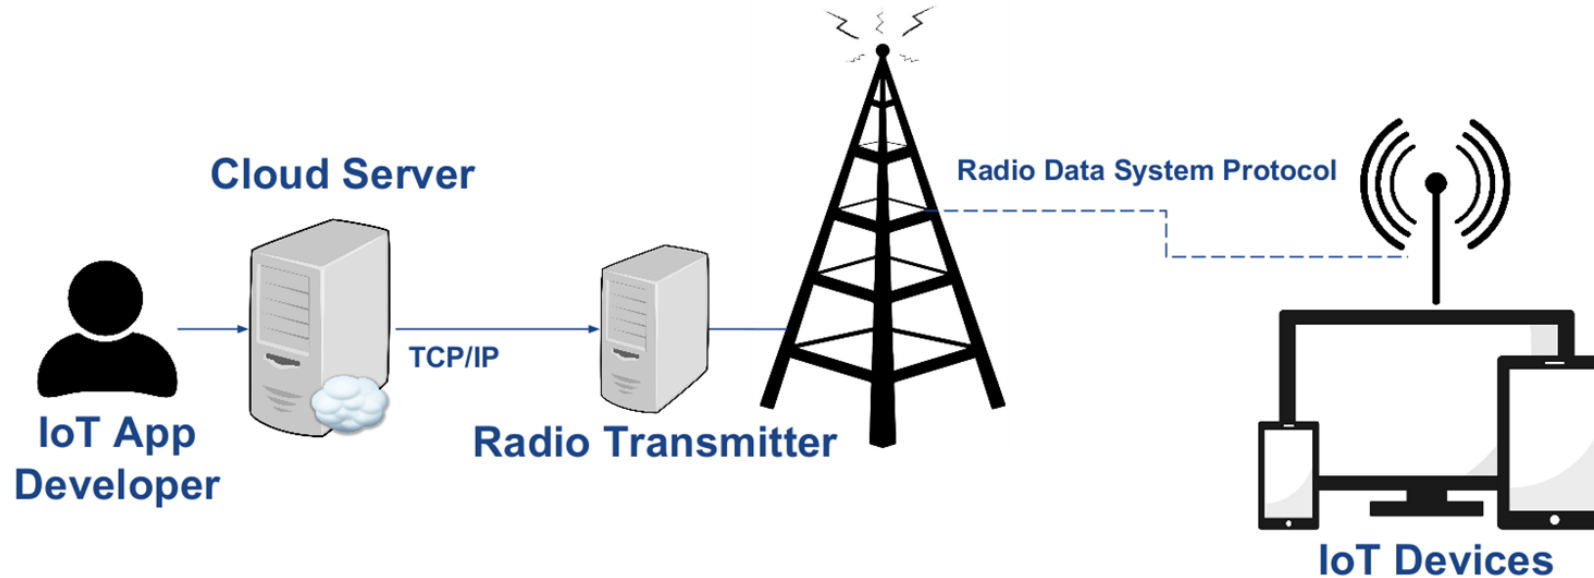 Cloud Server
Radio Data System Protocol
TCP/IP
IoT App
Developer
Radio Transmitter
IoT Devices